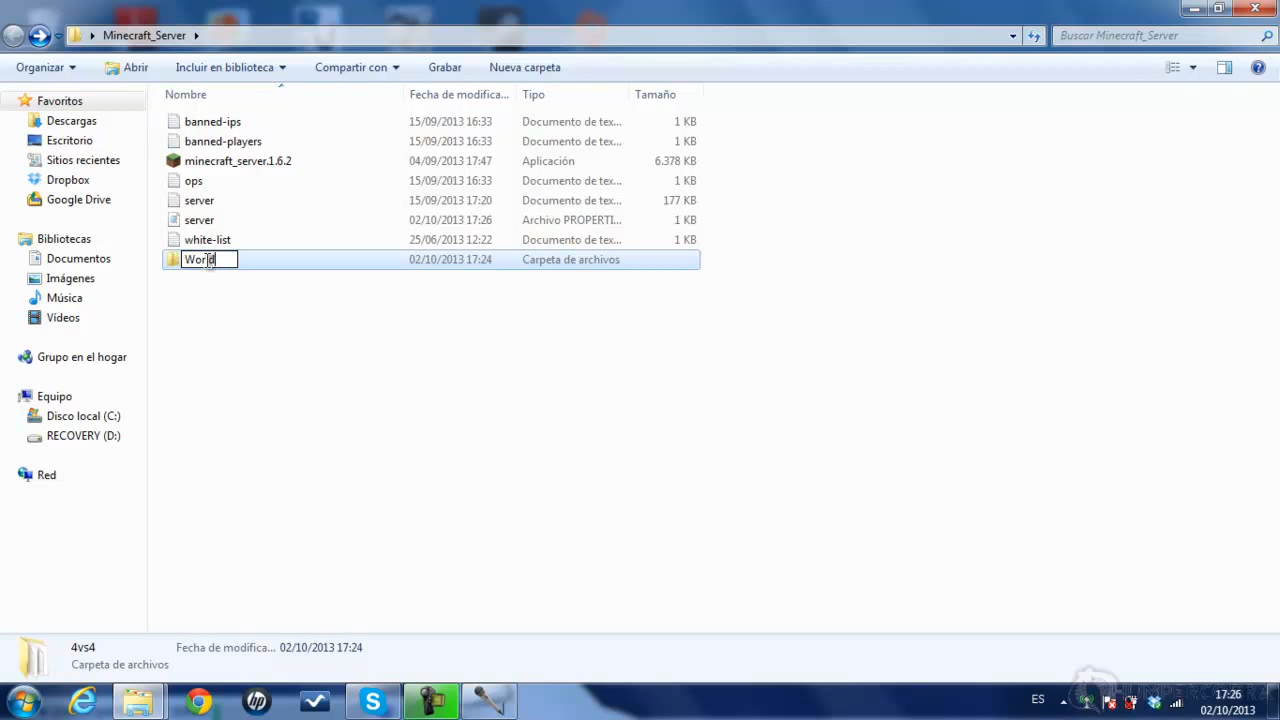 Minecraft_Server
Buscar Minecraft_Server
Organizar Abrir Incluir en biblioteca Compartir con Grabar Nueva carpeta
Nombre Fecha de modifica... Tipo Tamaño
banned-ips 15/09/2013 16:33 Documento de tex... 1 KB
banned-players 15/09/2013 16:33 Documento de tex... 1 KB
minecraft_server.1.6.2 04/09/2013 17:47 Aplicación 6.378 KB
ops 15/09/2013 16:33 Documento de tex... 1 KB
server 15/09/2013 17:20 Documento de tex... 177 KB
server 02/10/2013 17:26 Archivo PROPERTI... 1 KB
white-list 25/06/2013 12:22 Documento de tex... 1 KB
World 02/10/2013 17:24 Carpeta de archivos
Favoritos
Descargas
Escritorio
Sitios recientes
Dropbox
Google Drive
Bibliotecas
Documentos
Imágenes
Música
Vídeos
Grupo en el hogar
Equipo
Disco local (C:)
RECOVERY (D:)
Red
4vs4 Fecha de modifica... 02/10/2013 17:24
Carpeta de archivos
ES
17:26
02/10/2013